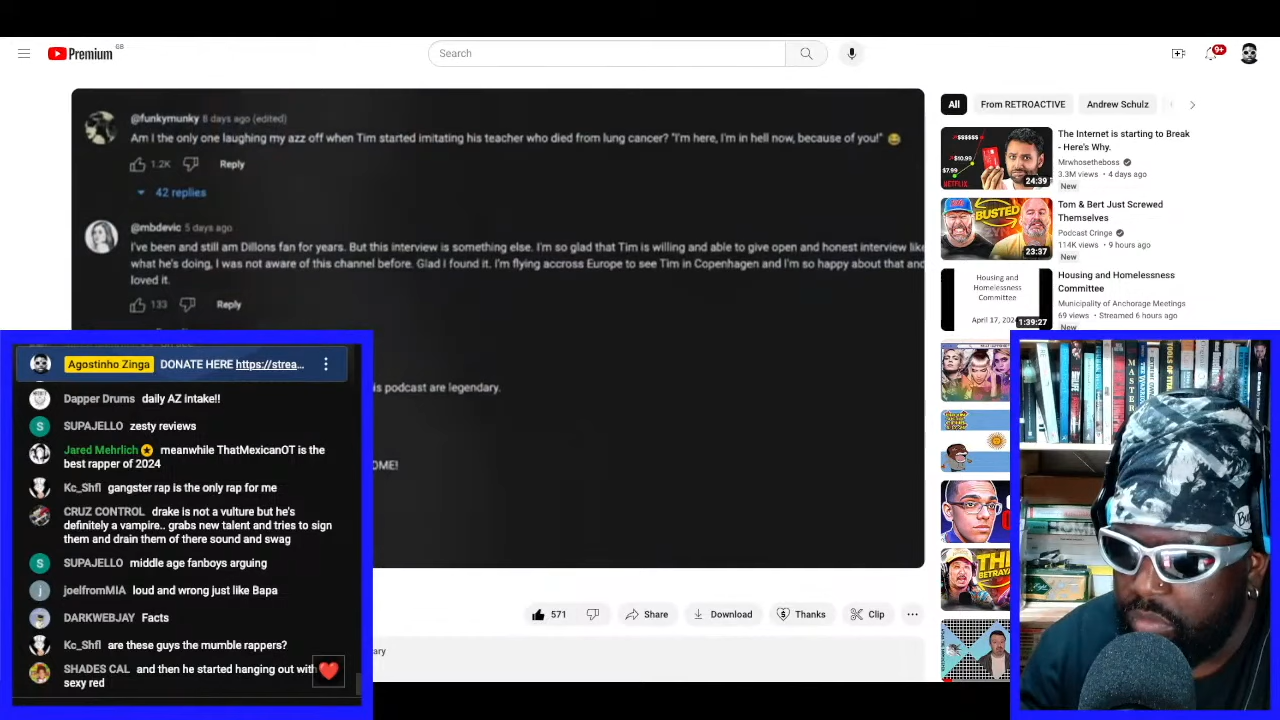 Premium GB
Search
9+
@funkymunky 8 days ago (edited)
Am I the only one laughing my azz off when Tim started imitating his teacher who died from lung cancer? "I'm here, I'm in hell now, because of you!" 😂
1.2K Reply
42 replies
@mbdevic 5 days ago
I've been and still am Dillons fan for years. But this interview is something else. I'm so glad that Tim is willing and able to give open and honest interview like
what he's doing, I was not aware of this channel before. Glad I found it. I'm flying accross Europe to see Tim in Copenhagen and I'm so happy about that and
loved it.
133 Reply
is podcast are legendary.
OME!
571 Share Download Thanks Clip
ary
All From RETROACTIVE Andrew Schulz
The Internet is starting to Break
- Here's Why.
Mrwhosetheboss
3.3M views • 4 days ago
New
$$$$$$
$10.99
$7.99
NETFLIX
24:39
Tom & Bert Just Screwed
Themselves
Podcast Cringe
114K views • 9 hours ago
New
BUSTED
ZYN
23:37
Housing and Homelessness
Committee
Municipality of Anchorage Meetings
69 views • Streamed 6 hours ago
New
Housing and
Homelessness
Committee
April 17, 202
1:39:27
THE
BETRAYA
Agostinho Zinga DONATE HERE https://strea...
Dapper Drums daily AZ intake!!
SUPAJELLO zesty reviews
Jared Mehrlich meanwhile ThatMexicanOT is the
best rapper of 2024
Kc_Shfl gangster rap is the only rap for me
CRUZ CONTROL drake is not a vulture but he's
definitely a vampire.. grabs new talent and tries to sign
them and drain them of there sound and swag
SUPAJELLO middle age fanboys arguing
joelfromMIA loud and wrong just like Bapa
DARKWEBJAY Facts
Kc_Shfl are these guys the mumble rappers?
SHADES CAL and then he started hanging out with
sexy red
MASTER